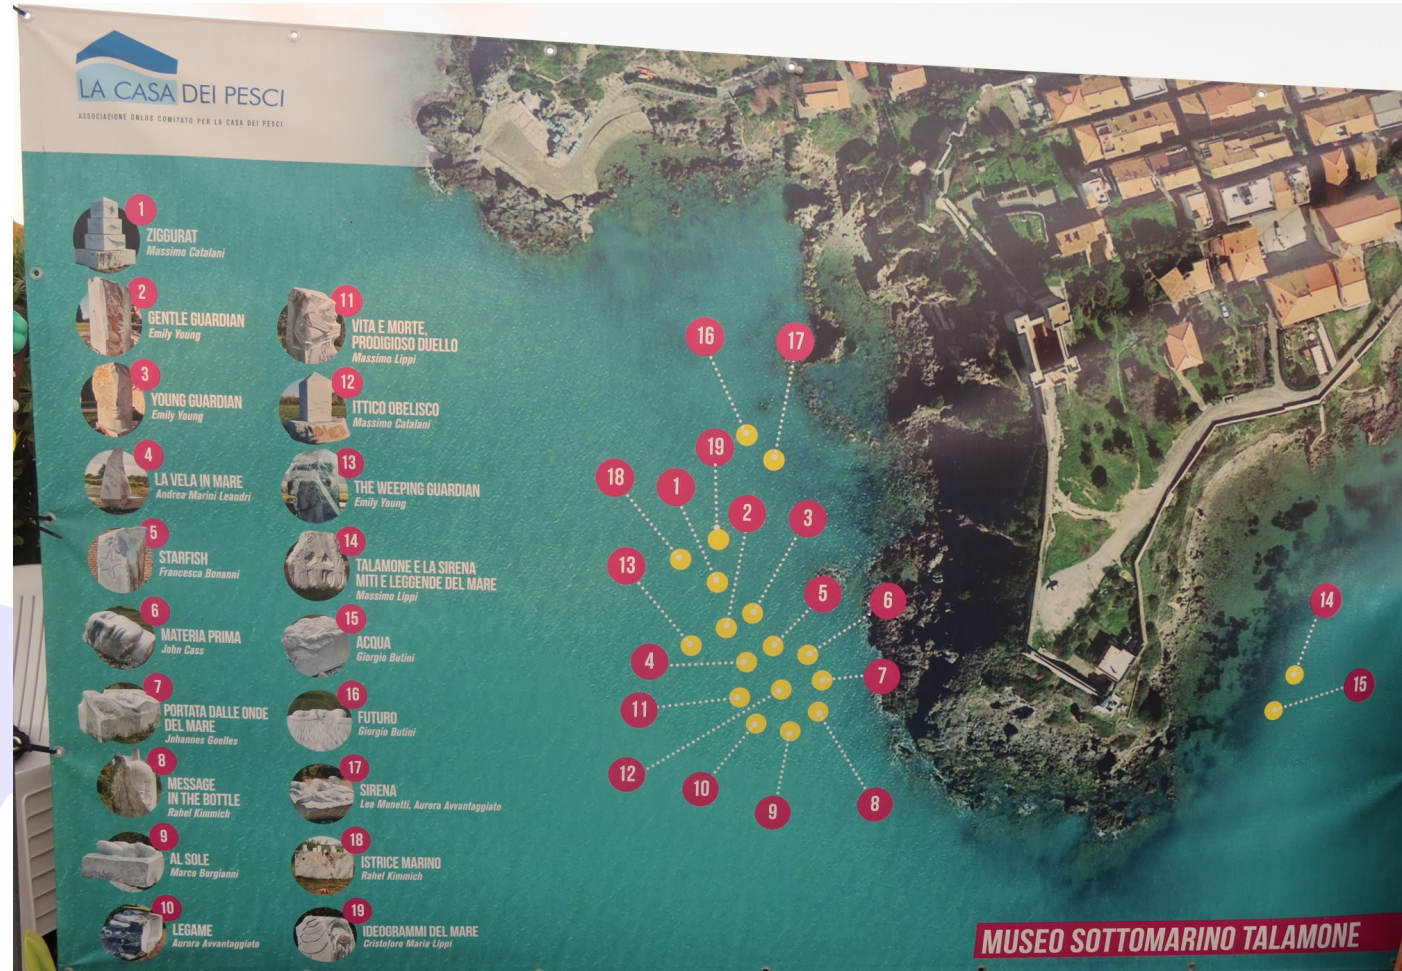 LA CASA DEI PESCI
ASSOCIAZIONE ONLUS COMITATO PER LA CASA DEI PESCI
1
ZIGGURAT
Massimo Catalani
2
GENTLE GUARDIAN
Emily Young
3
YOUNG GUARDIAN
Emily Young
4
LA VELA IN MARE
Andrea Marini Leandri
5
STARFISH
Francesca Bonanni
6
MATERIA PRIMA
John Cass
7
PORTATA DALLE ONDE
DEL MARE
Johannes Goelles
8
MESSAGE
IN THE BOTTLE
Rahel Kimmich
9
AL SOLE
Marco Borgianni
10
LEGAME
Aurora Avvantaggiato
11
VITA E MORTE,
PRODIGIOSO DUELLO
Massimo Lippi
12
ITTICO OBELISCO
Massimo Catalani
13
THE WEEPING GUARDIAN
Emily Young
14
TALAMONE E LA SIRENA
MITI E LEGGENDE DEL MARE
Massimo Lippi
15
ACQUA
Giorgio Butini
16
FUTURO
Giorgio Butini
17
SIRENA
Lea Monetti, Aurora Avvantaggiato
18
ISTRICE MARINO
Rahel Kimmich
19
IDEOGRAMMI DEL MARE
Cristoforo Maria Lippi
16
17
19
18
1
2
3
13
5
6
4
7
11
12
10
9
8
14
15
MUSEO SOTTOMARINO TALAMONE